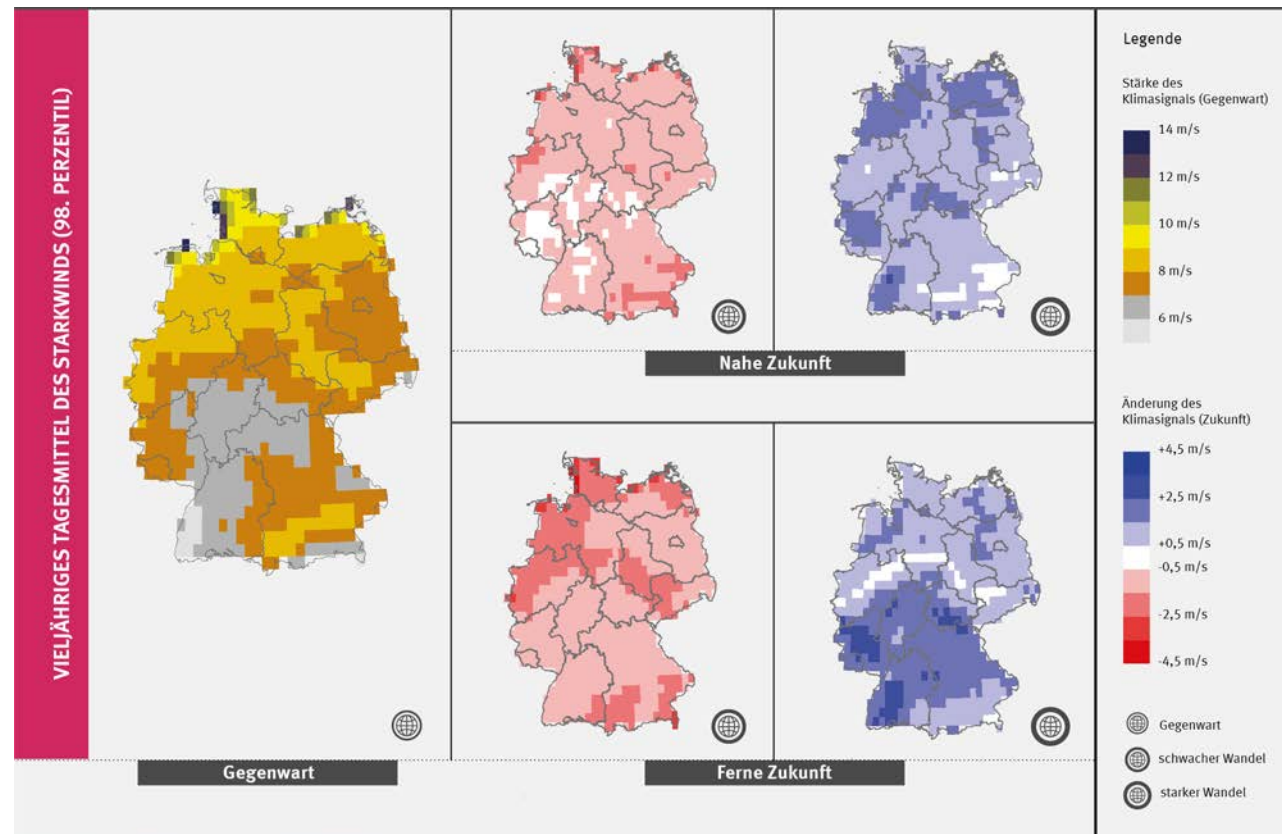 VIELJÄHRIGES TAGESMITTEL DES STARKWINDS (98. PERZENTIL)
Gegenwart
Nahe Zukunft
Ferne Zukunft
Legende
Stärke des
Klimasignals (Gegenwart)
14 m/s
12 m/s
10 m/s
8 m/s
6 m/s
Änderung des
Klimasignals (Zukunft)
+4,5 m/s
+2,5 m/s
+0,5 m/s
-0,5 m/s
-2,5 m/s
-4,5 m/s
Gegenwart
schwacher Wandel
starker Wandel